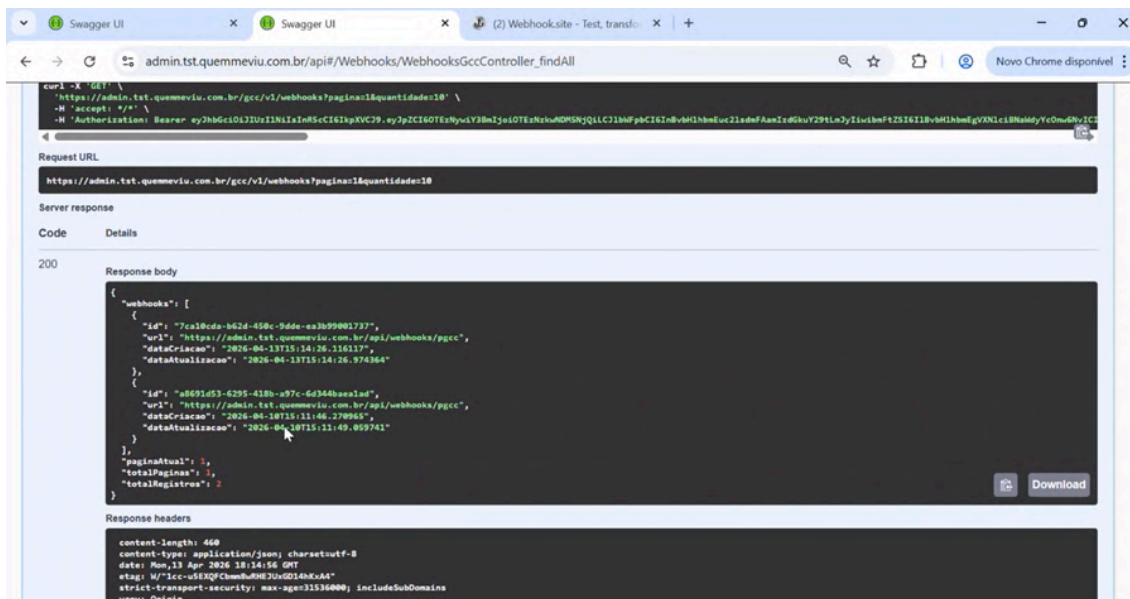 Swagger UI
Swagger UI
(2) Webhook.site - Test, transfo
admin.tst.quemmeviu.com.br/api#/Webhooks/WebhooksGccController_findAll
Novo Chrome disponível
curl -X 'GET' \
'https://admin.tst.quemmeviu.com.br/gcc/v1/webhooks?pagina=1&quantidade=10' \
-H 'accept: */*' \
-H 'Authorization: Bearer
Request URL
https://admin.tst.quemmeviu.com.br/gcc/v1/webhooks?pagina=1&quantidade=10
Server response
Code Details
200
Response body
{
"webhooks": [
{
"id": "7ca10cda-b62d-450c-9dde-ea3b99001737",
"url": "https://admin.tst.quemmeviu.com.br/api/webhooks/pgcc",
"dataCriacao": "2026-04-13T15:14:26.116117",
"dataAtualizacao": "2026-04-13T15:14:26.974364"
},
{
"id": "a8691d53-6295-418b-a97c-6d344baea1ad",
"url": "https://admin.tst.quemmeviu.com.br/api/webhooks/pgcc",
"dataCriacao": "2026-04-10T15:11:46.270965",
"dataAtualizacao": "2026-04-10T15:11:49.059741"
}
],
"paginaAtual": 1,
"totalPaginas": 1,
"totalRegistros": 2
}
Download
Response headers
content-length: 460
content-type: application/json; charset=utf-8
date: Mon,13 Apr 2026 18:14:56 GMT
etag:
strict-transport-security: max-age=31536000; includeSubDomains